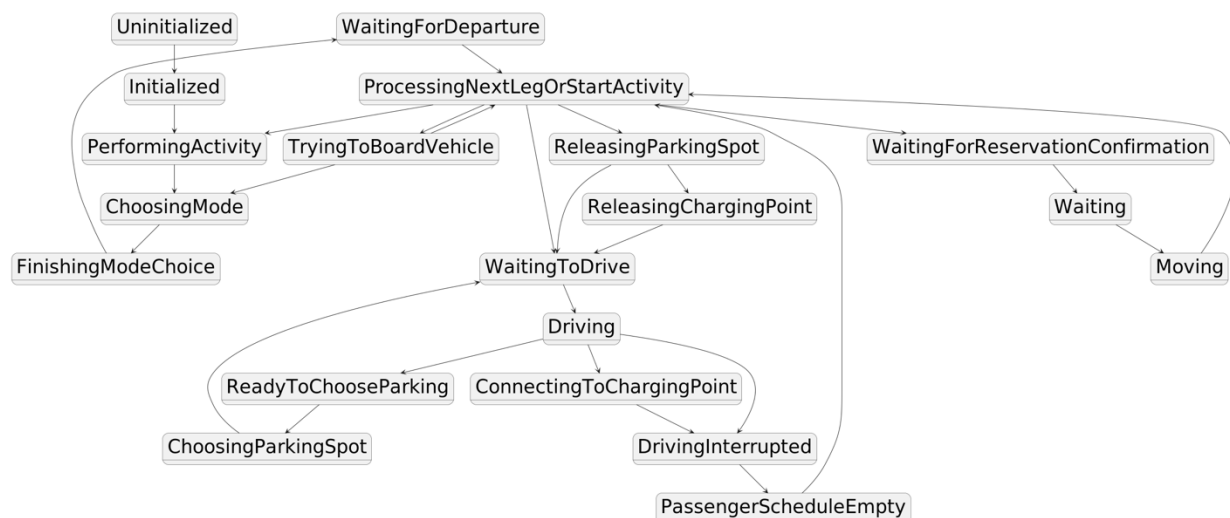 Uninitialized
WaitingForDeparture
Initialized
ProcessingNextLegOrStartActivity
PerformingActivity
TryingToBoardVehicle
ReleasingParkingSpot
WaitingForReservationConfirmation
ChoosingMode
ReleasingChargingPoint
Waiting
FinishingModeChoice
WaitingToDrive
Moving
Driving
ReadyToChooseParking
ConnectingToChargingPoint
ChoosingParkingSpot
DrivingInterrupted
PassengerScheduleEmpty